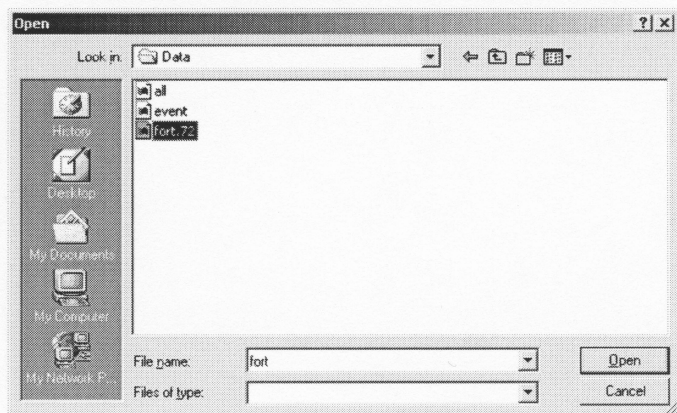 Open
Look in:
Data
History
Desktop
My Documents
My Computer
My Network P...
all
event
fort.72
File name:
fort
Open
Files of type:
Cancel